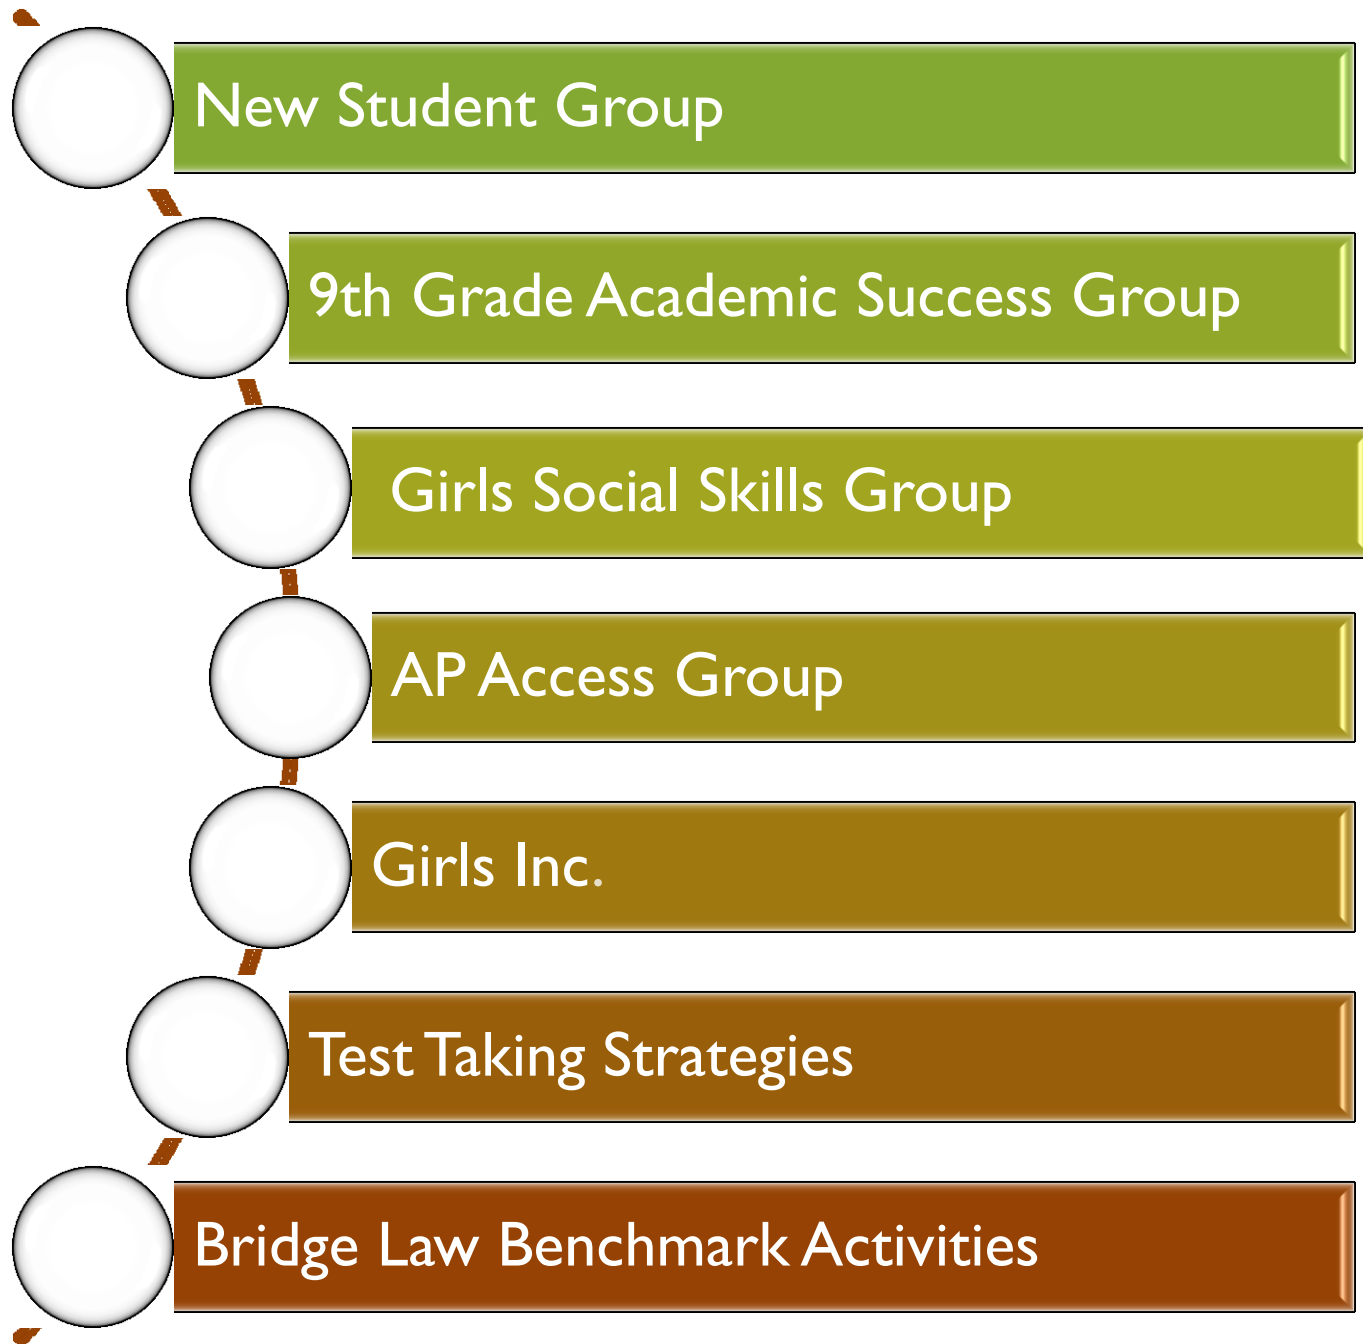 New Student Group
9th Grade Academic Success Group
Girls Social Skills Group
AP Access Group
Girls Inc.
Test Taking Strategies
Bridge Law Benchmark Activities